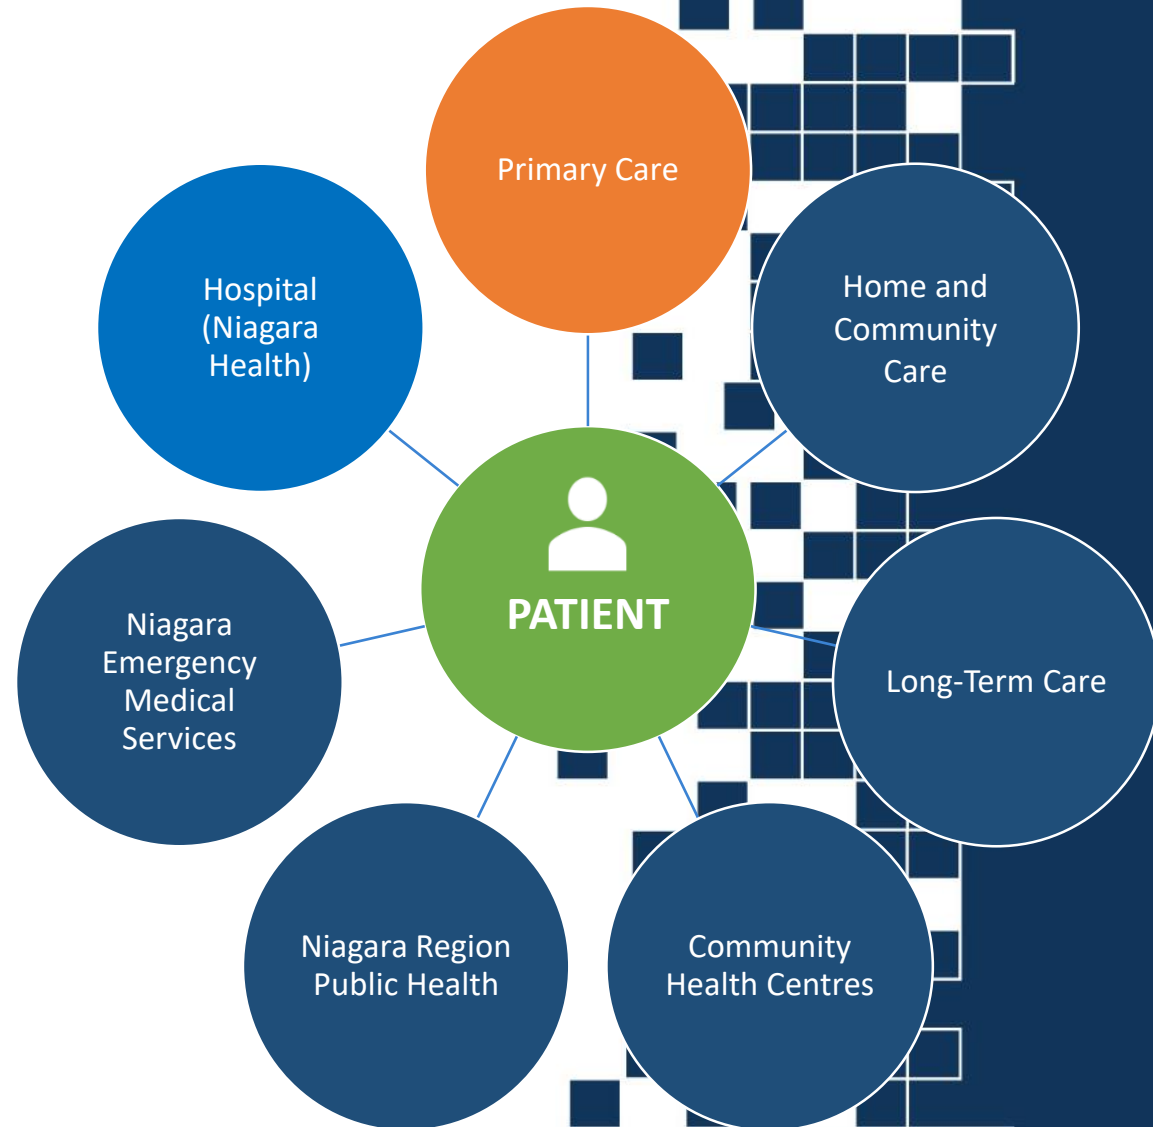 Primary Care
Hospital
(Niagara
Health)
Home and
Community
Care
PATIENT
Niagara
Emergency
Medical
Services
Long-Term Care
Niagara Region
Public Health
Community
Health Centres